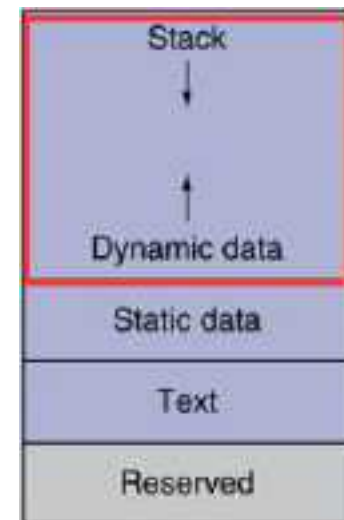 Stack
Dynamic data
Static data
Text
Reserved